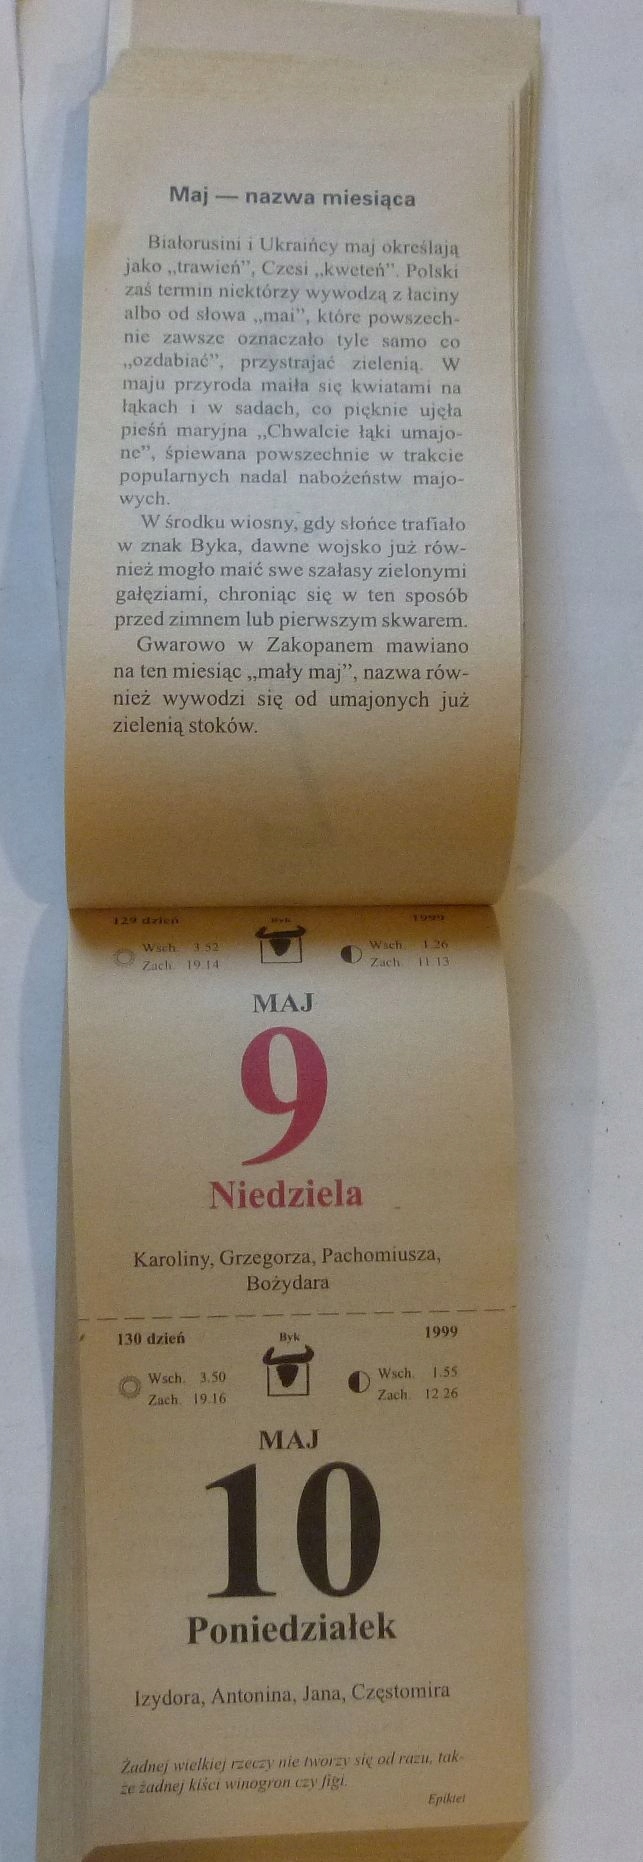 Maj — nazwa miesiąca
Białorusini i Ukraińcy maj określają
jako „trawień”, Czesi „kweteń”. Polski
zaś termin niektórzy wywodzą z łaciny
albo od słowa „mai”, które powszech-
nie zawsze oznaczało tyle samo co
„ozdabiać”, przystrajać zielenią. W
maju przyroda maiła się kwiatami na
łąkach i w sadach, co pięknie ujęła
pieśń maryjna „Chwalcie łąki umajo-
ne”, śpiewana powszechnie w trakcie
popularnych nadal nabożeństw majo-
wych.
W środku wiosny, gdy słońce trafiało
w znak Byka, dawne wojsko już rów-
nież mogło maić swe szałasy zielonymi
gałęziami, chroniąc się w ten sposób
przed zimnem lub pierwszym skwarem.
Gwarowo w Zakopanem mawiano
na ten miesiąc „mały maj”, nazwa rów-
nież wywodzi się od umajonych już
zielenią stoków.
129 dzień Byk 1999
Wsch. 3.52 Wsch. 1.26
Zach. 19.14 Zach. 11.13
MAJ
9
Niedziela
Karoliny, Grzegorza, Pachomiusza,
Bożydara
130 dzień Byk 1999
Wsch. 3.50 Wsch. 1.55
Zach. 19.16 Zach. 12.26
MAJ
10
Poniedziałek
Izydora, Antonina, Jana, Częstomira
Żadnej wielkiej rzeczy nie tworzy się od razu, tak-
że żadnej kiści winogron czy figi.
Epiktet